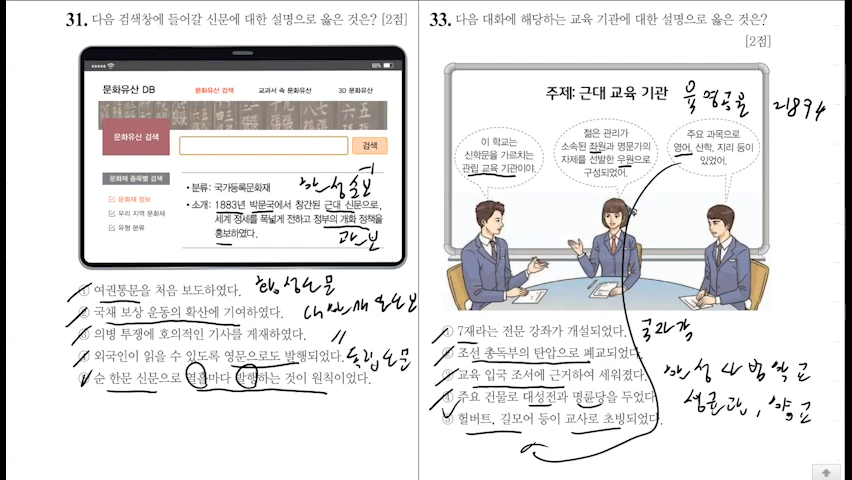 31. 다음 검색창에 들어갈 신문에 대한 설명으로 옳은 것은? [2점]
문화유산 DB
문화유산 검색
교과서 속 문화유산
3D 문화유산
문화유산 검색
검색
문화재 종목별 검색
문화재 정보
우리 지역 문화재
유형 분류
• 분류: 국가등록문화재
• 소개: 1883년 박문국에서 창간된 근대 신문으로,
세계 정세를 폭넓게 전하고 정부의 개화 정책을
홍보하였다.
한성순보
관보
① 여권통문을 처음 보도하였다.
황성신문
② 국채 보상 운동의 확산에 기여하였다.
대한매일신보
③ 의병 투쟁에 호의적인 기사를 게재하였다.
〃
④ 외국인이 읽을 수 있도록 영문으로도 발행되었다.
독립신문
⑤ 순 한문 신문으로 열흘마다 발행하는 것이 원칙이었다.
33. 다음 대화에 해당하는 교육 기관에 대한 설명으로 옳은 것은?
[2점]
주제: 근대 교육 기관
육영공원
~1894
이 학교는
신학문을 가르치는
관립 교육 기관이야.
젊은 관리가
소속된 좌원과 명문가의
자제를 선발한 우원으로
구성되었어.
주요 과목으로
영어, 산학, 지리 등이
있었어.
① 7재라는 전문 강좌가 개설되었다.
국자감
② 조선 총독부의 탄압으로 폐교되었다.
③ 교육 입국 조서에 근거하여 세워졌다.
한성사범학교
④ 주요 건물로 대성전과 명륜당을 두었다.
성균관, 향교
⑤ 헐버트, 길모어 등이 교사로 초빙되었다.